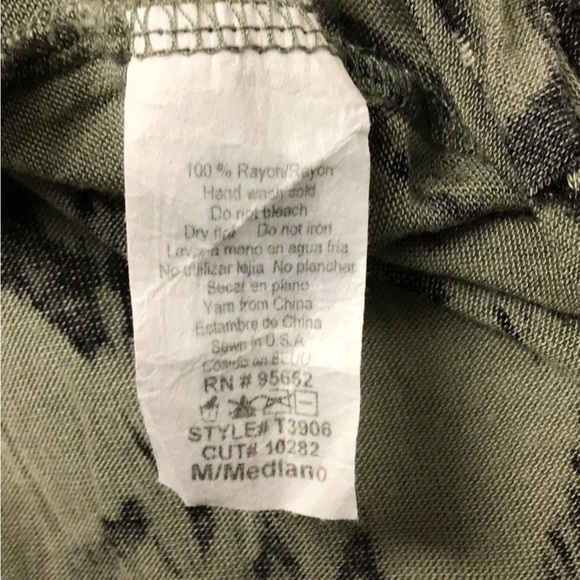 100 % Rayon/Rayon
Hand wash cold
Do not bleach
Dry flat Do not iron
Lavar a mano en agua fria
No utilizar lejia No planchar
Secar en plano
Yarn from China
Estambre de China
Sewn in U.S.A
Cosido en EEUU
RN # 95652
STYLE# T3906
CUT# 10282
M/Mediano